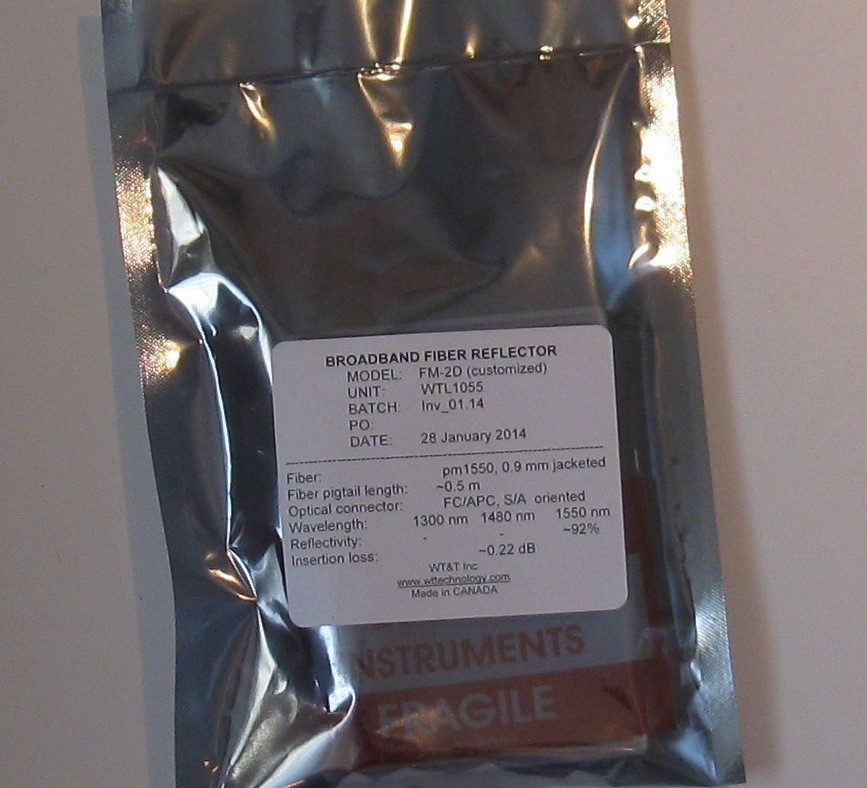 BROADBAND FIBER REFLECTOR
MODEL: FM-2D (customized)
UNIT: WTL1055
BATCH: Inv_01.14
PO:
DATE: 28 January 2014
Fiber: pm1550, 0.9 mm jacketed
Fiber pigtail length: ~0.5 m
Optical connector: FC/APC, S/A oriented
Wavelength: 1300 nm 1480 nm 1550 nm
Reflectivity: - - ~92%
Insertion loss: ~0.22 dB
WT&T Inc
www.wttechnology.com
Made in CANADA
NSTRUMENTS
FRAGILE